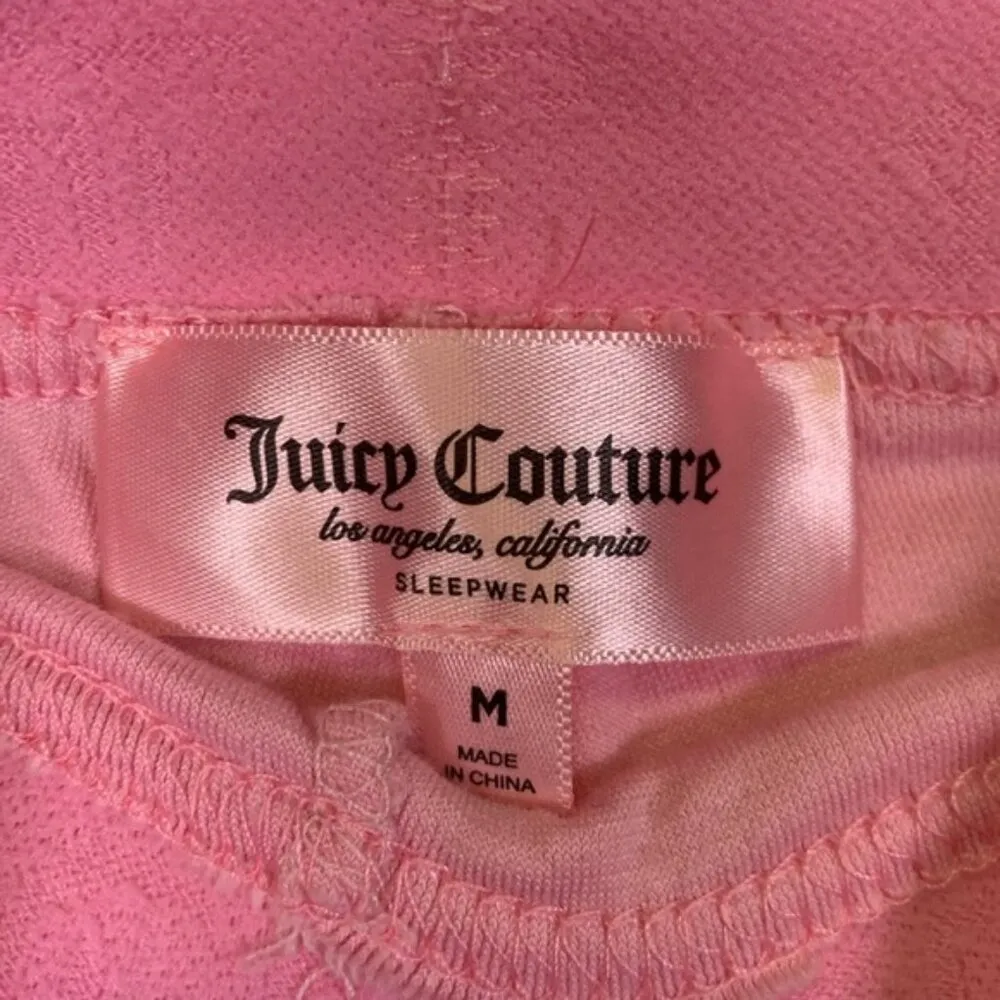 Juicy Couture
los angeles, california
SLEEPWEAR
M
MADE
IN CHINA